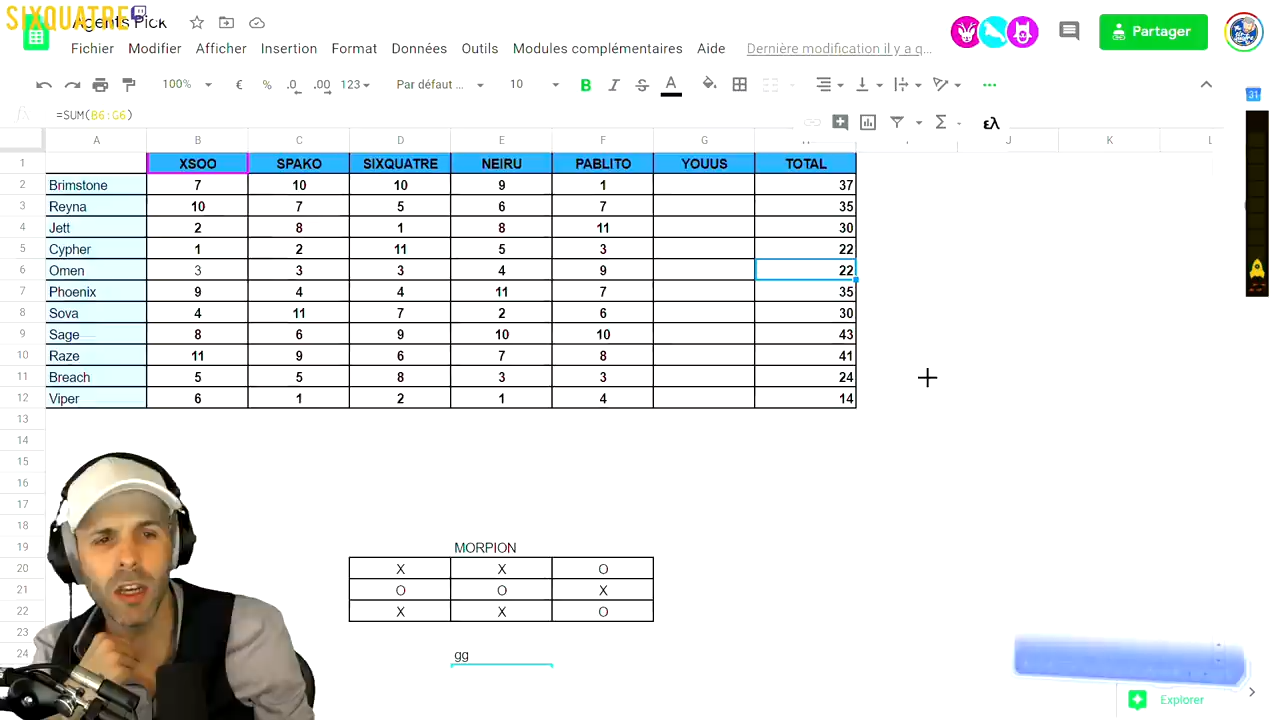 SIXQUATRE
Agents Pick
Fichier Modifier Afficher Insertion Format Données Outils Modules complémentaires Aide Dernière modification il y a q...
Partager
100% € % .0 .00 123 Par défaut ... 10 B I S A
31
fx =SUM(B6:G6)
Σ ελ
A B C D E F G H I J K L
1 XSOO SPAKO SIXQUATRE NEIRU PABLITO YOUUS TOTAL
2 Brimstone 7 10 10 9 1 37
3 Reyna 10 7 5 6 7 35
4 Jett 2 8 1 8 11 30
5 Cypher 1 2 11 5 3 22
6 Omen 3 3 3 4 9 22
7 Phoenix 9 4 4 11 7 35
8 Sova 4 11 7 2 6 30
9 Sage 8 6 9 10 10 43
10 Raze 11 9 6 7 8 41
11 Breach 5 5 8 3 3 24
12 Viper 6 1 2 1 4 14
13
14
15
16
17
18
19 MORPION
20 X X O
21 O O X
22 X X O
23
24 gg
Explorer